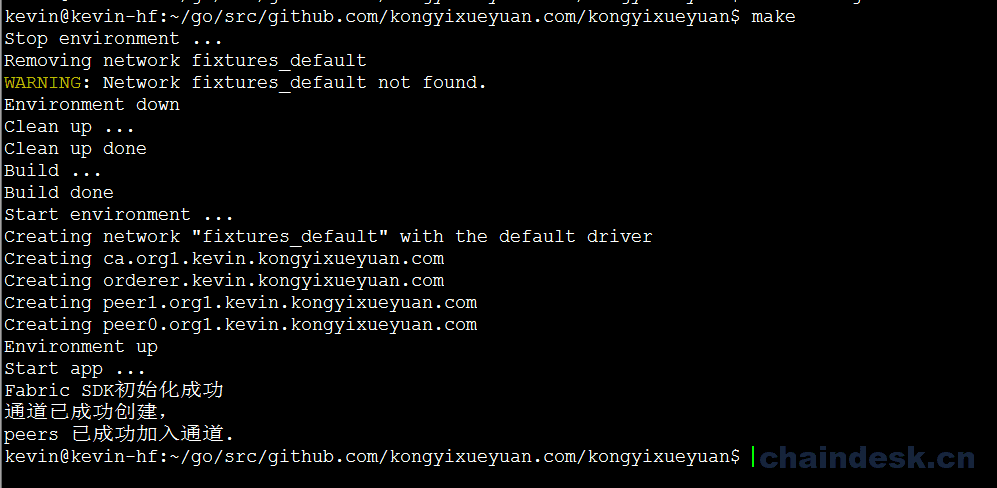 kevin@kevin-hf:~/go/src/github.com/kongyixueyuan.com/kongyixueyuan$ make
Stop environment ...
Removing network fixtures_default
WARNING: Network fixtures_default not found.
Environment down
Clean up ...
Clean up done
Build ...
Build done
Start environment ...
Creating network "fixtures_default" with the default driver
Creating ca.org1.kevin.kongyixueyuan.com
Creating orderer.kevin.kongyixueyuan.com
Creating peer1.org1.kevin.kongyixueyuan.com
Creating peer0.org1.kevin.kongyixueyuan.com
Environment up
Start app ...
Fabric SDK初始化成功
通道已成功创建，
peers 已成功加入通道.
kevin@kevin-hf:~/go/src/github.com/kongyixueyuan.com/kongyixueyuan$
chaindesk.cn